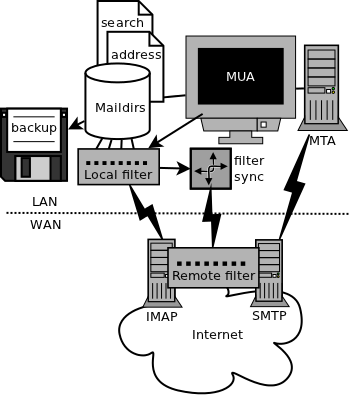 search
address
MUA
Maildirs
backup
MTA
Local filter
filter
sync
LAN
WAN
Remote filter
IMAP
SMTP
Internet